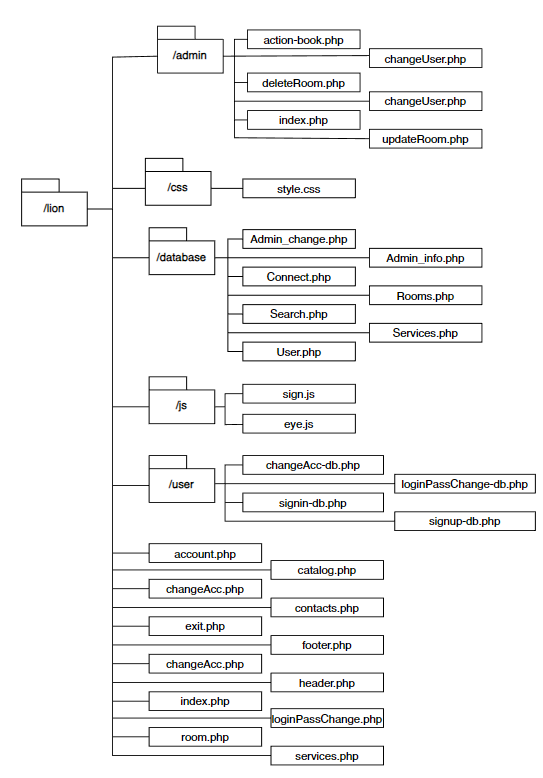 action-book.php
/admin
changeUser.php
deleteRoom.php
changeUser.php
index.php
updateRoom.php
/css
style.css
/lion
Admin_change.php
/database
Admin_info.php
Connect.php
Rooms.php
Search.php
Services.php
User.php
sign.js
/js
eye.js
changeAcc-db.php
/user
loginPassChange-db.php
signin-db.php
signup-db.php
account.php
catalog.php
changeAcc.php
contacts.php
exit.php
footer.php
changeAcc.php
header.php
index.php
loginPassChange.php
room.php
services.php